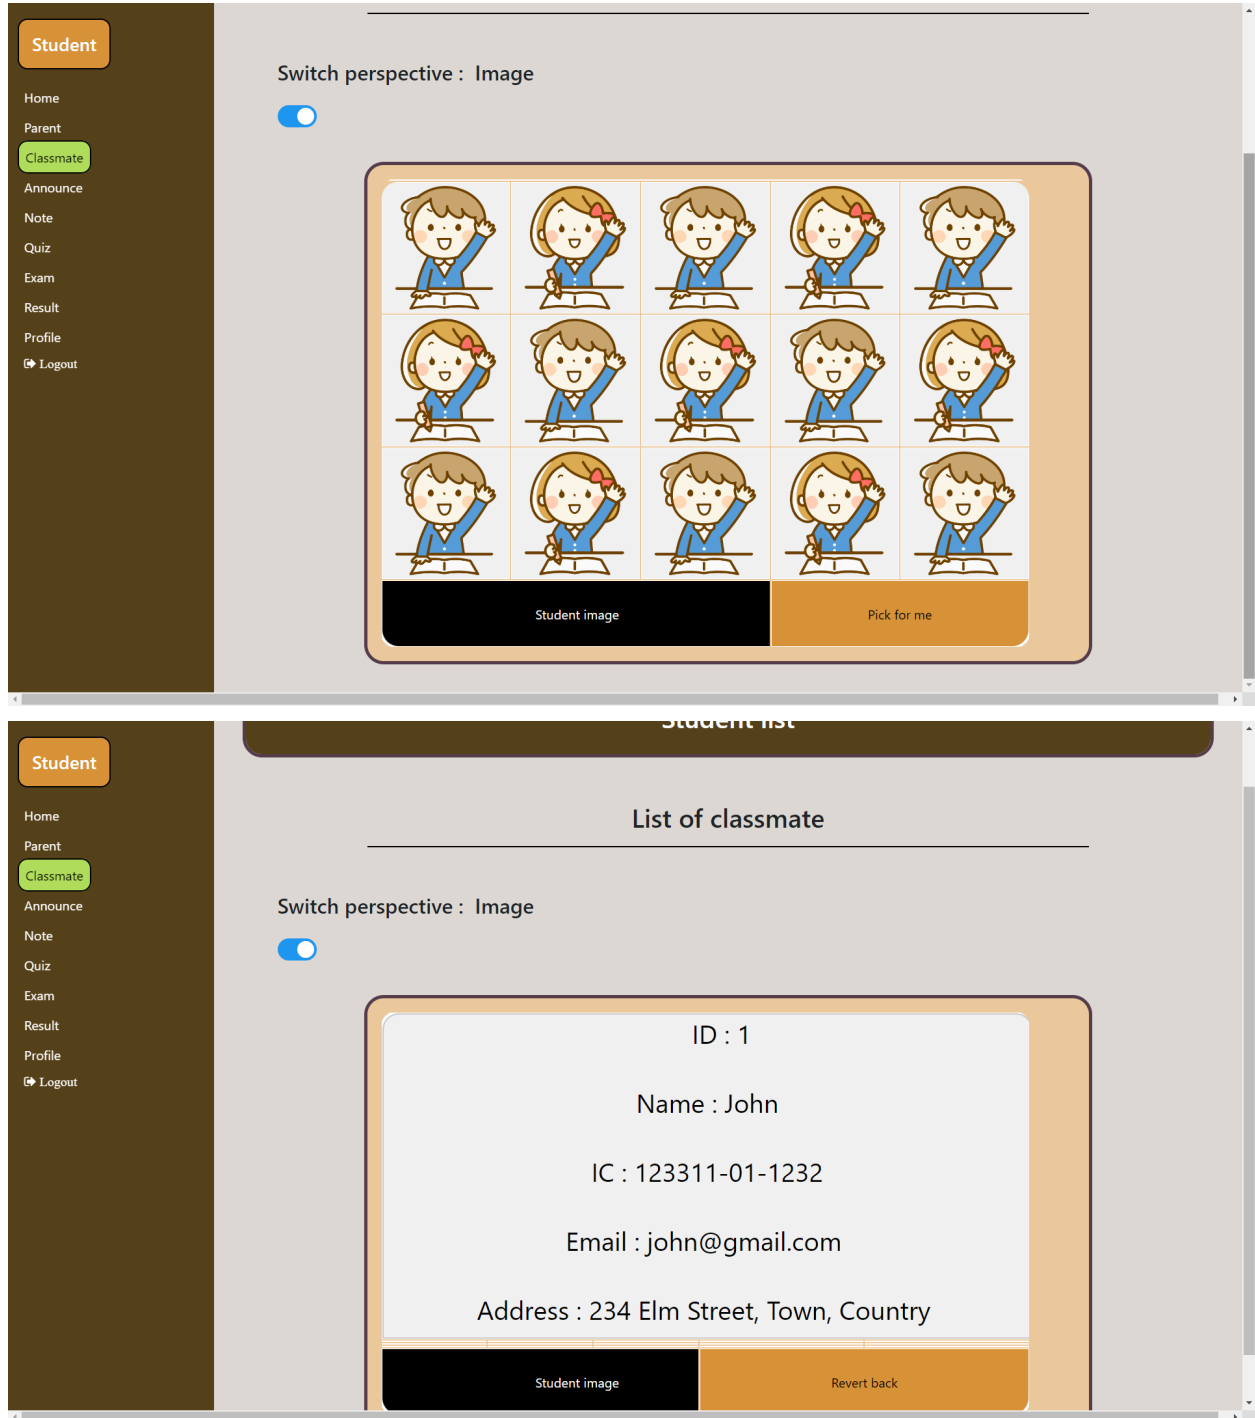 Student
Home
Parent
Classmate
Announce
Note
Quiz
Exam
Result
Profile
Logout
Switch perspective : Image
Student image
Pick for me
Student list
Student
Home
Parent
Classmate
Announce
Note
Quiz
Exam
Result
Profile
Logout
List of classmate
Switch perspective : Image
ID : 1
Name : John
IC : 123311-01-1232
Email : john@gmail.com
Address : 234 Elm Street, Town, Country
Student image
Revert back